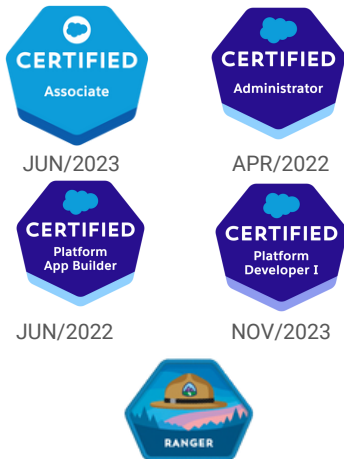 CERTIFIED
Associate
JUN/2023
CERTIFIED
Administrator
APR/2022
CERTIFIED
Platform
App Builder
JUN/2022
CERTIFIED
Platform
Developer I
NOV/2023
RANGER